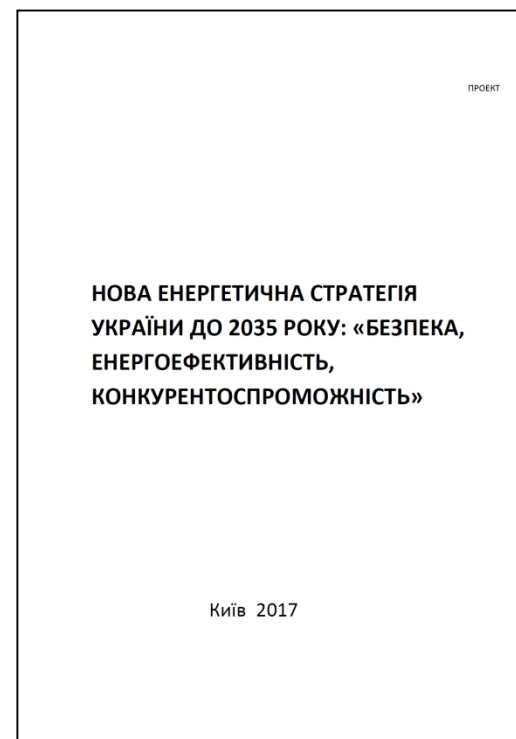 ПРОЕКТ
НОВА ЕНЕРГЕТИЧНА СТРАТЕГІЯ
УКРАЇНИ ДО 2035 РОКУ: «БЕЗПЕКА,
ЕНЕРГОЕФЕКТИВНІСТЬ,
КОНКУРЕНТОСПРОМОЖНІСТЬ»
Київ 2017